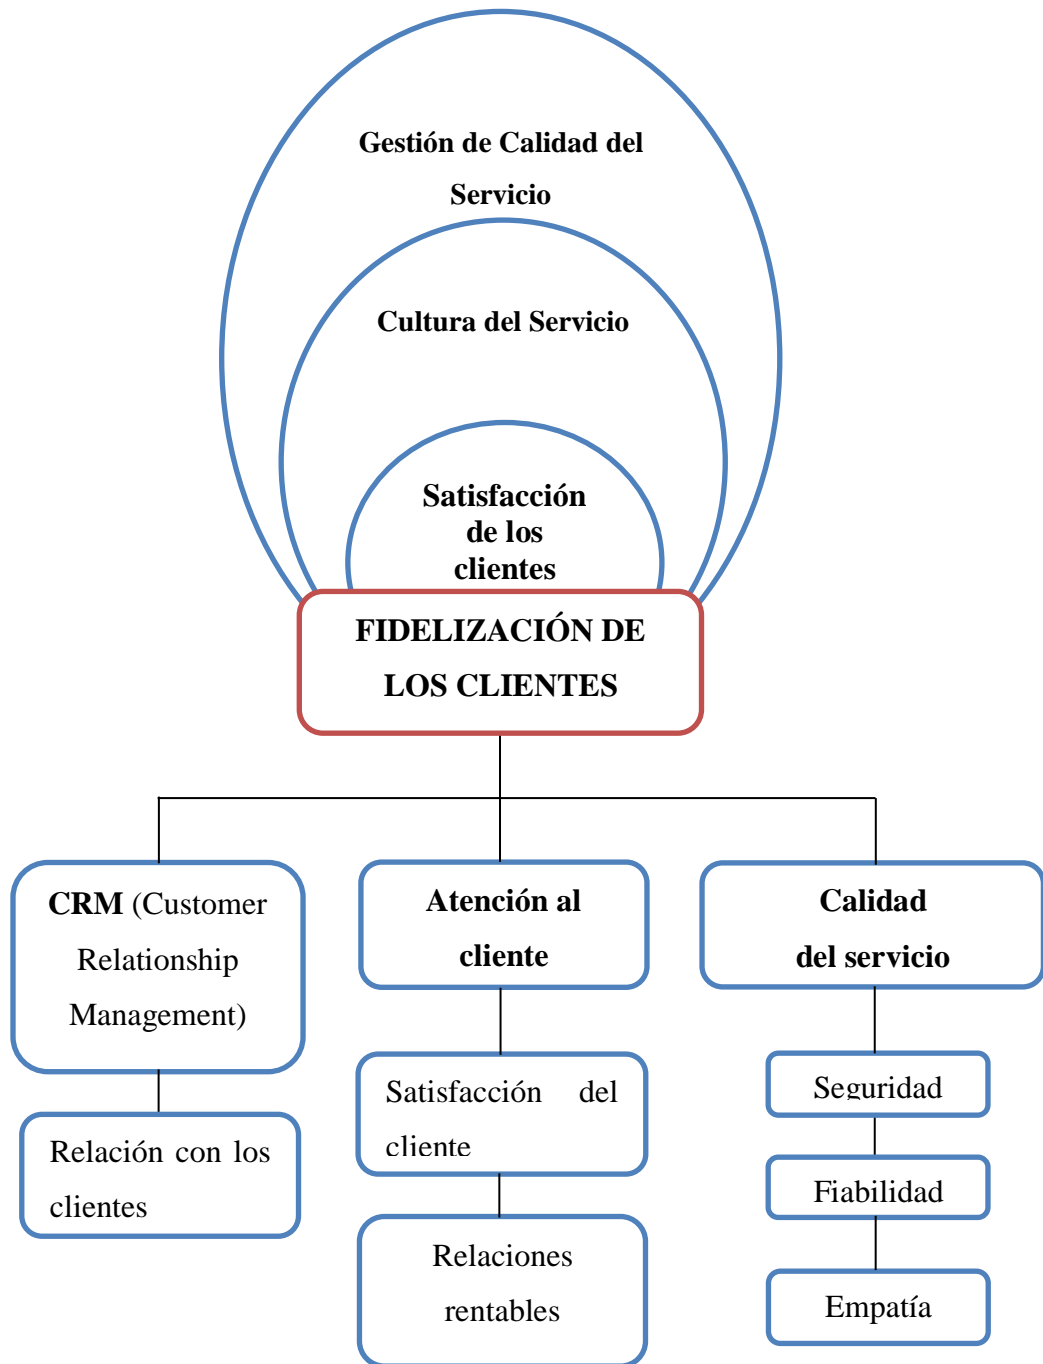 Gestión de Calidad del
Servicio
Cultura del Servicio
Satisfacción
de los
clientes
FIDELIZACIÓN DE
LOS CLIENTES
CRM (Customer
Relationship
Management)
Relación con los
clientes
Atención al
cliente
Satisfacción del
cliente
Relaciones
rentables
Calidad
del servicio
Seguridad
Fiabilidad
Empatía